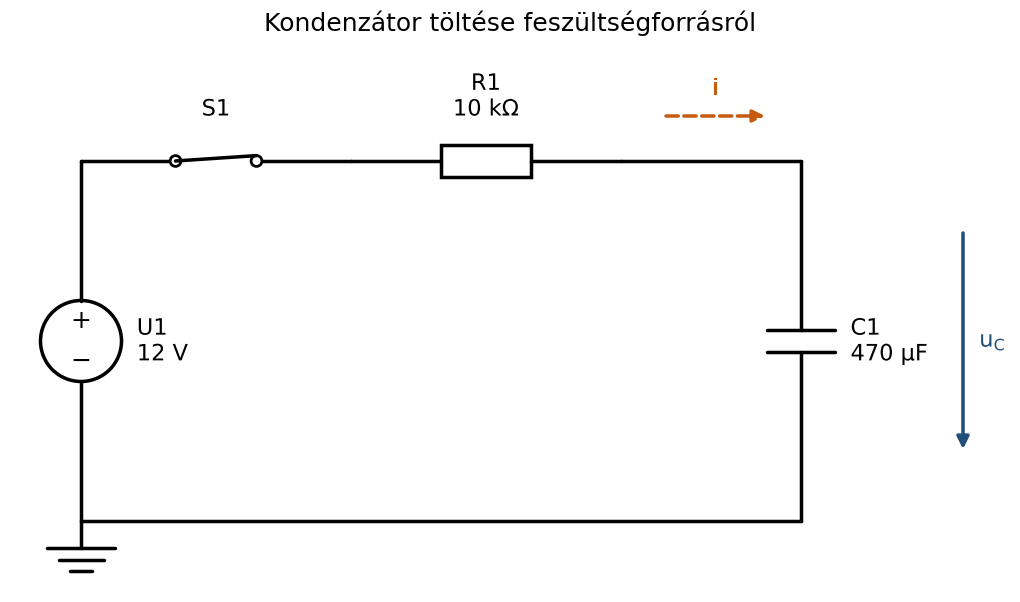 Kondenzátor töltése feszültségforrásról
S1
R1
10 kΩ
i
+
−
U1
12 V
C1
470 µF
uC